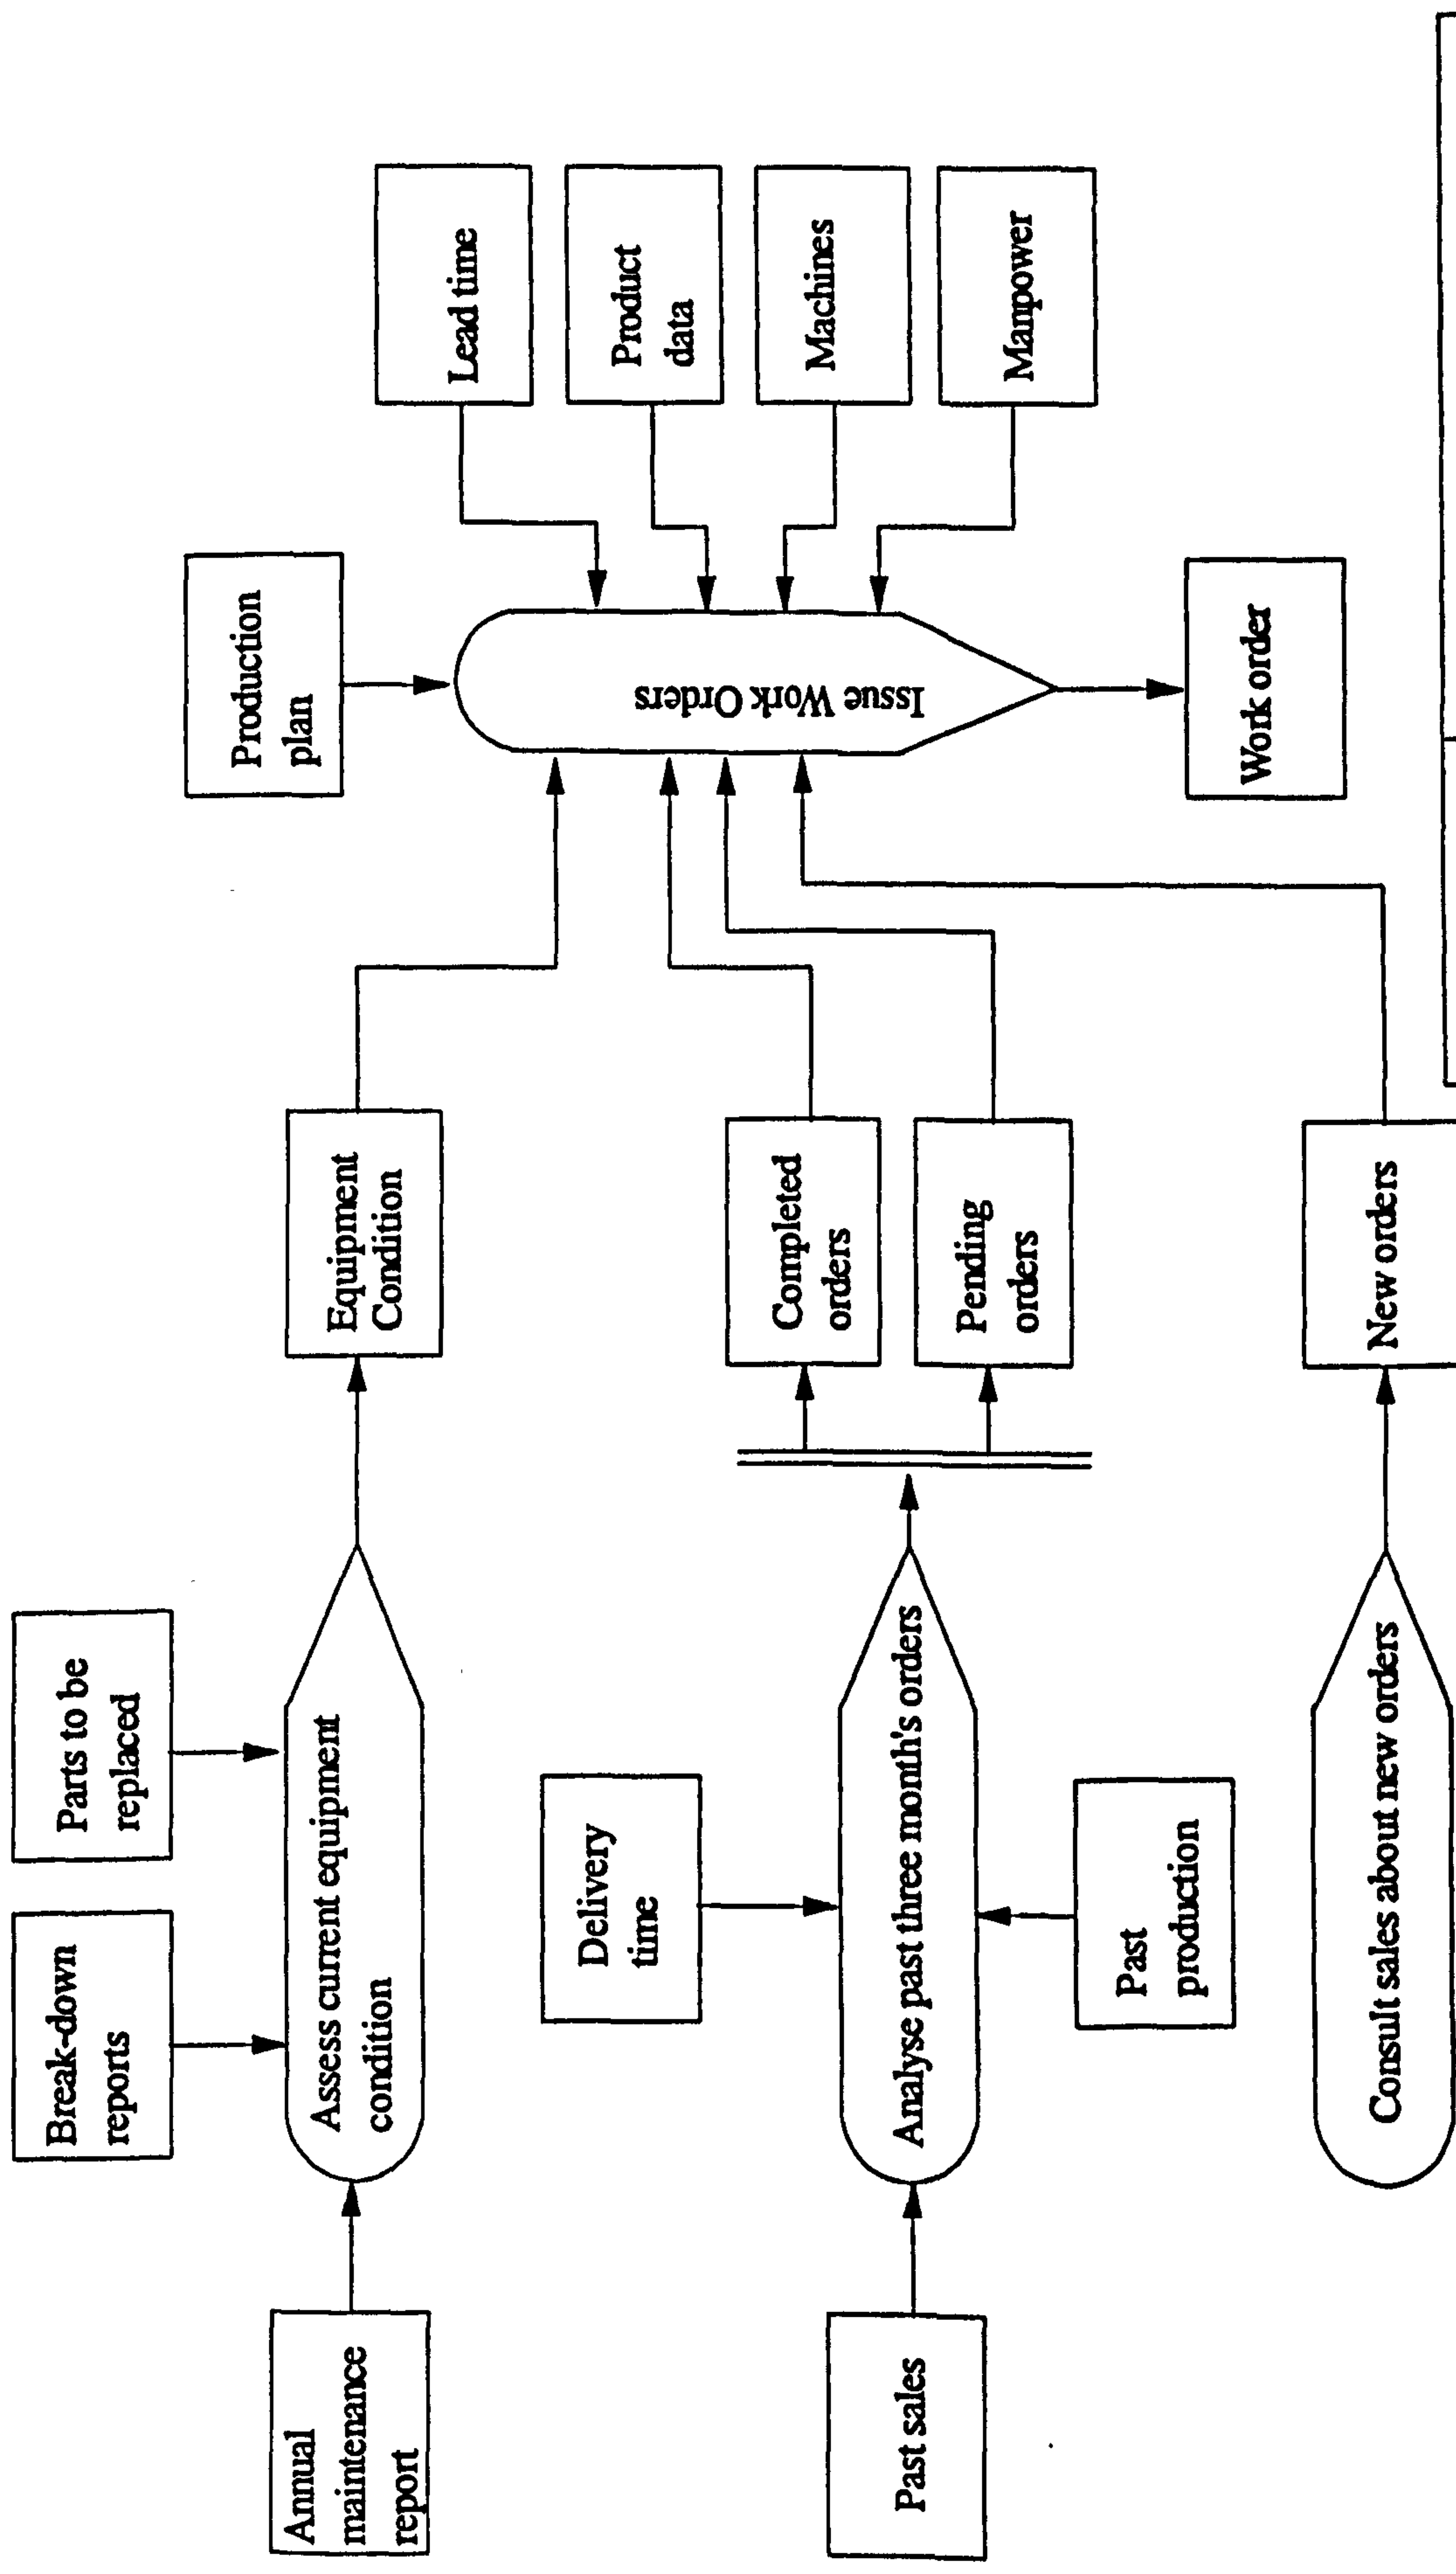 Annual
maintenance
report
Break-down
reports
Parts to be
replaced
Assess current equipment
condition
Equipment
Condition
Production
plan
Lead time
Product
data
Machines
Manpower
Issue Work Orders
Work order
Past sales
Delivery
time
Analyse past three month's orders
Past
production
Completed
orders
Pending
orders
Consult sales about new orders
New orders